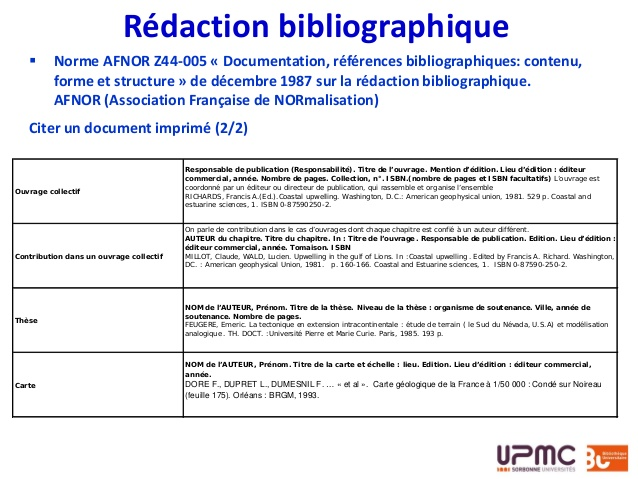 Rédaction bibliographique
Norme AFNOR Z44-005 « Documentation, références bibliographiques: contenu,
forme et structure » de décembre 1987 sur la rédaction bibliographique.
AFNOR (Association Française de NORmalisation)
Citer un document imprimé (2/2)
Ouvrage collectif
Responsable de publication (Responsabilité). Titre de l'ouvrage. Mention d'édition. Lieu d'édition : éditeur
commercial, année. Nombre de pages. Collection, n°. ISBN.(nombre de pages et ISBN facultatifs) L'ouvrage est
coordonné par un éditeur ou directeur de publication, qui rassemble et organise l'ensemble
RICHARDS, Francis A.(Ed.).Coastal upweling. Washington, D.C.: American geophysical union, 1981. 529 p. Coastal and
estuarine sciences, 1. ISBN 0-87590250-2.
Contribution dans un ouvrage collectif
On parle de contribution dans le cas d'ouvrages dont chaque chapitre est confié à un auteur différent.
AUTEUR du chapitre. Titre du chapitre. In : Titre de l'ouvrage . Responsable de publication. Edition. Lieu d'édition :
éditeur commercial, année. Tomaison. ISBN
MILLOT, Claude, WALD, Lucien. Upwelling in the gulf of Lions. In :Coastal upwelling . Edited by Francis A. Richard. Washington,
DC. : American geophysical Union, 1981. p. 160-166. Coastal and Estuarine sciences, 1. ISBN 0-87590-250-2.
Thèse
NOM de l'AUTEUR, Prénom. Titre de la thèse. Niveau de la thèse : organisme de soutenance. Ville, année de
soutenance. Nombre de pages.
FEUGERE, Emeric. La tectonique en extension intracontinentale : étude de terrain ( le Sud du Névada, U.S.A) et modélisation
analogique . TH. DOCT. :Université Pierre et Marie Curie. Paris, 1985. 193 p.
Carte
NOM de l'AUTEUR, Prénom. Titre de la carte et échelle : lieu. Edition. Lieu d'édition : éditeur commercial,
année.
DORE F., DUPRET L., DUMESNIL F. ... « et al ». Carte géologique de la France à 1/50 000 : Condé sur Noireau
(feuille 175). Orléans : BRGM, 1993.
UPMC
SORBONNE UNIVERSITÉS
BU
Bibliothèque
Universitaire